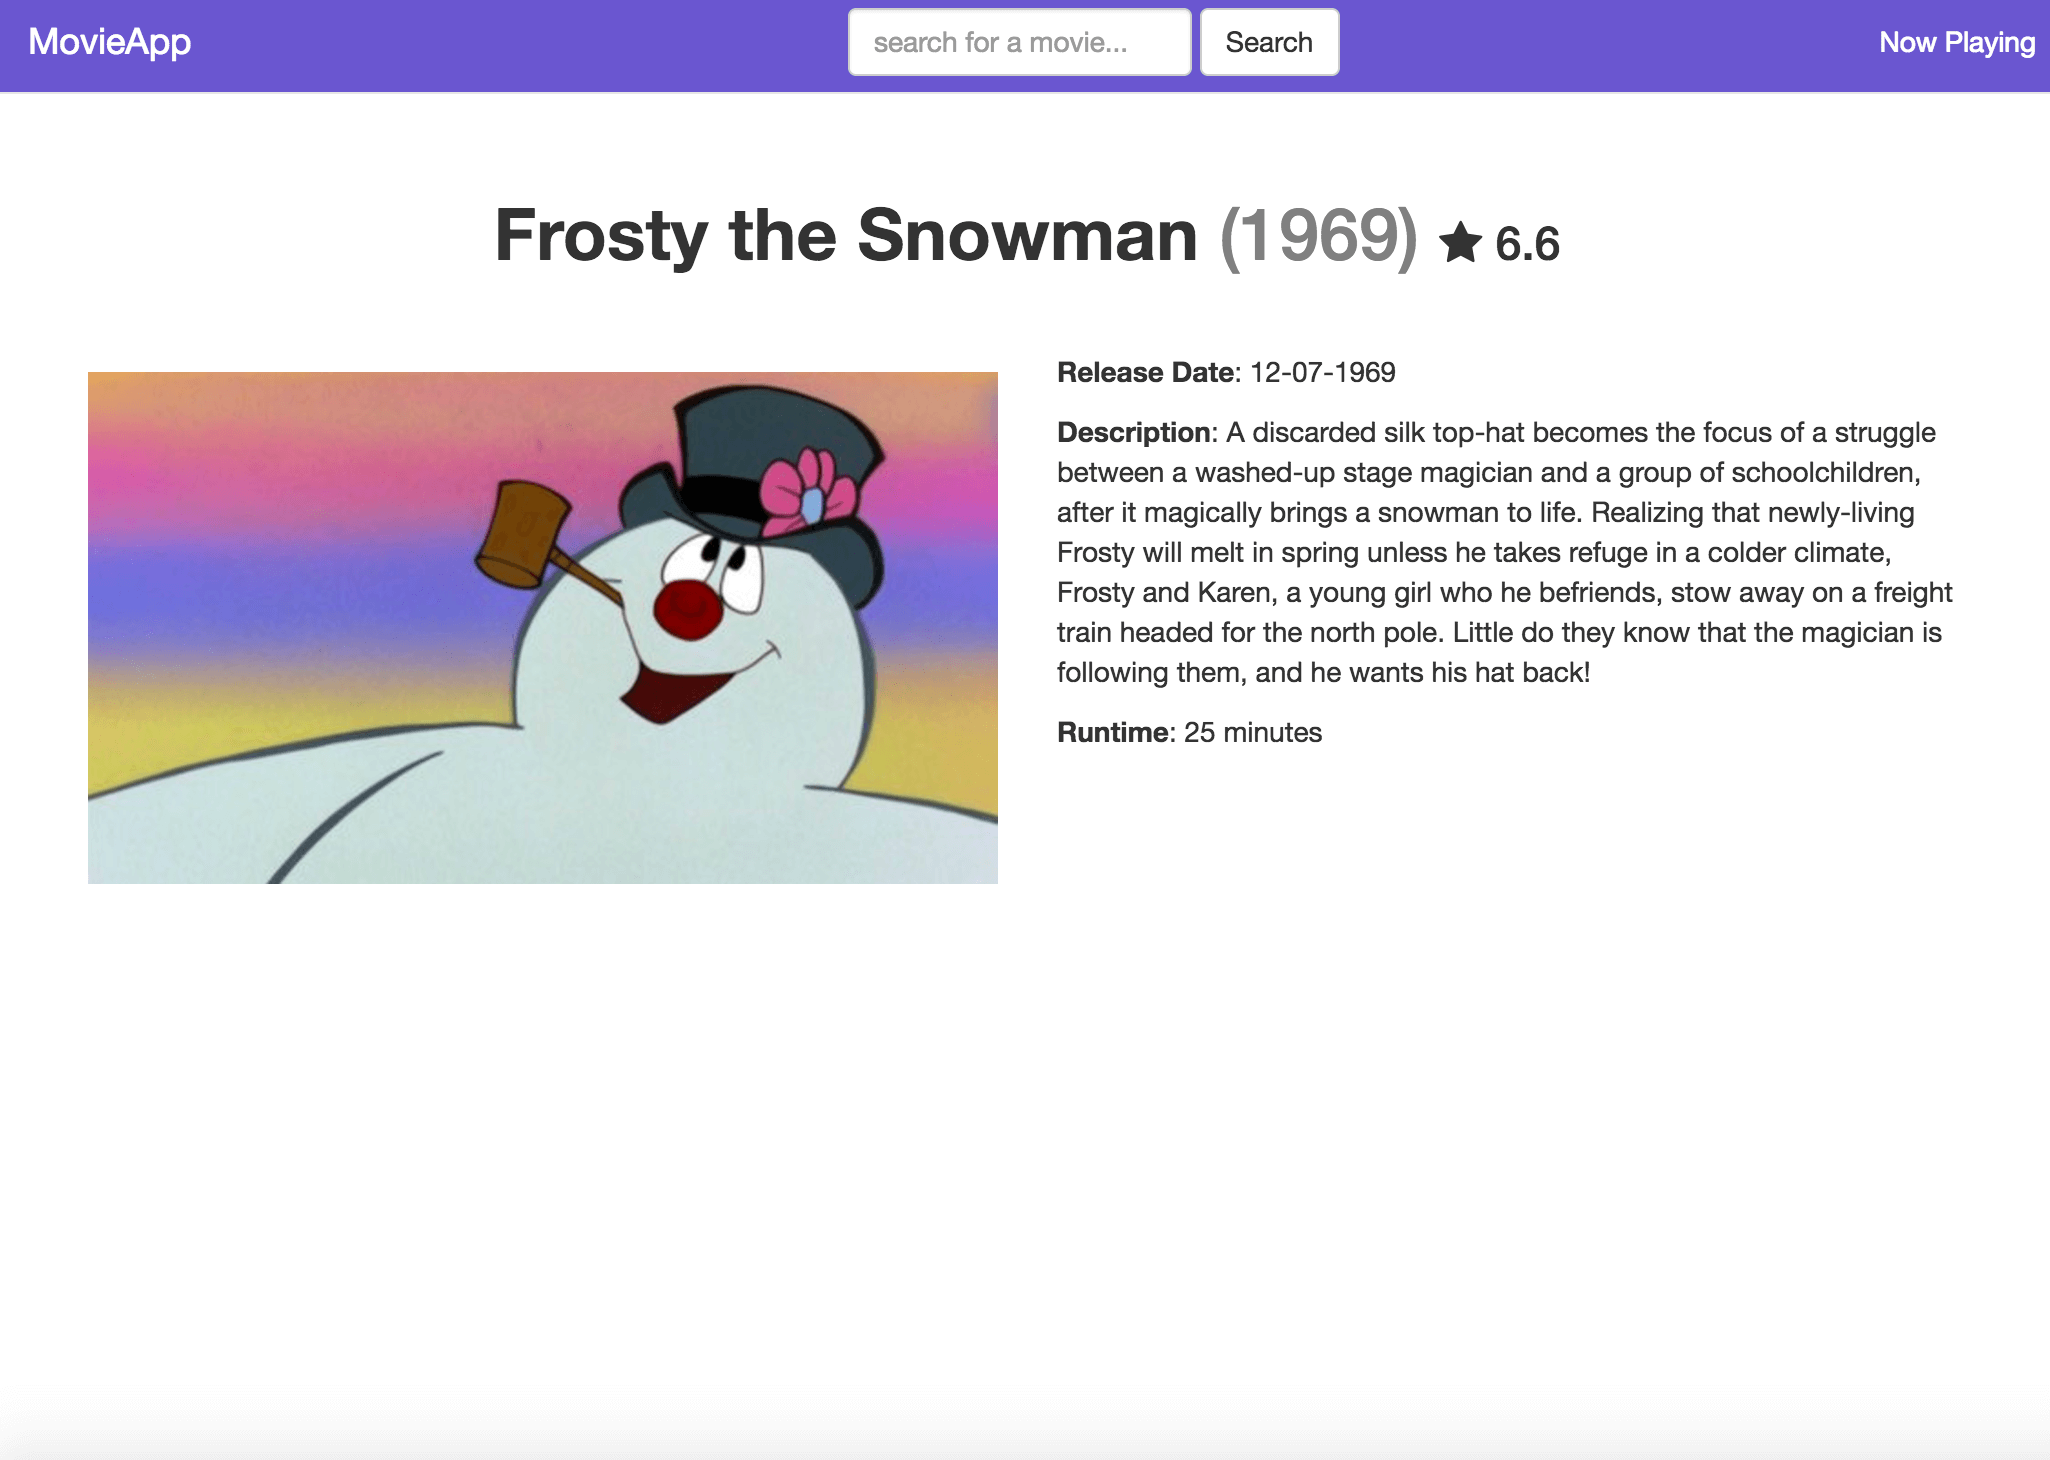 MovieApp
search for a movie...
Search
Now Playing
Frosty the Snowman (1969) ★ 6.6
Release Date: 12-07-1969
Description: A discarded silk top-hat becomes the focus of a struggle
between a washed-up stage magician and a group of schoolchildren,
after it magically brings a snowman to life. Realizing that newly-living
Frosty will melt in spring unless he takes refuge in a colder climate,
Frosty and Karen, a young girl who he befriends, stow away on a freight
train headed for the north pole. Little do they know that the magician is
following them, and he wants his hat back!
Runtime: 25 minutes